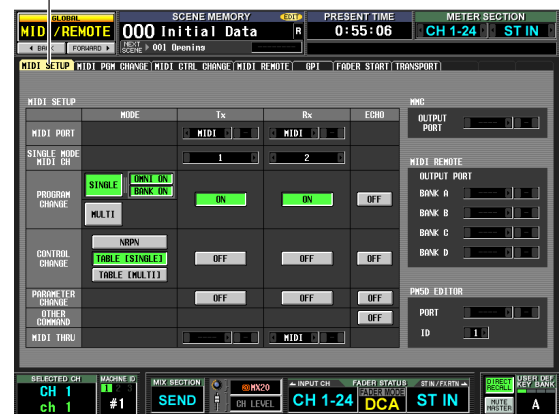 GLOBAL
MIDI/REMOTE
BACK
FORWARD
SCENE MEMORY
EDIT
000 Initial Data
R
NEXT SCENE
001 Opening
PRESENT TIME
0:55:06
METER SECTION
CH 1-24
ST IN
MIDI SETUP
MIDI PGM CHANGE
MIDI CTRL CHANGE
MIDI REMOTE
GPI
FADER START
TRANSPORT
MIDI SETUP
MODE
Tx
Rx
ECHO
MIDI PORT
MIDI
-
MIDI
-
SINGLE MODE MIDI CH
1
2
PROGRAM CHANGE
SINGLE
OMNI ON
BANK ON
MULTI
ON
ON
OFF
CONTROL CHANGE
NRPN
TABLE [SINGLE]
TABLE [MULTI]
OFF
OFF
OFF
PARAMETER CHANGE
OFF
OFF
OFF
OTHER COMMAND
OFF
MIDI THRU
-----
-
MIDI
-
MMC
OUTPUT PORT
-----
-
MIDI REMOTE
OUTPUT PORT
BANK A
-----
-
BANK B
-----
-
BANK C
-----
-
BANK D
-----
-
PM5D EDITOR
PORT
-----
-
ID
1
SELECTED CH
CH 1
ch 1
MACHINE ID
1 2 3
#1
MIX SECTION
SEND
MIX20
CH LEVEL
INPUT CH
CH 1-24
FADER STATUS
FADER MODE
DCA
ST IN/FXRTN
ST IN
DIRECT RECALL
MUTE MASTER
USER DEF KEY BANK
A